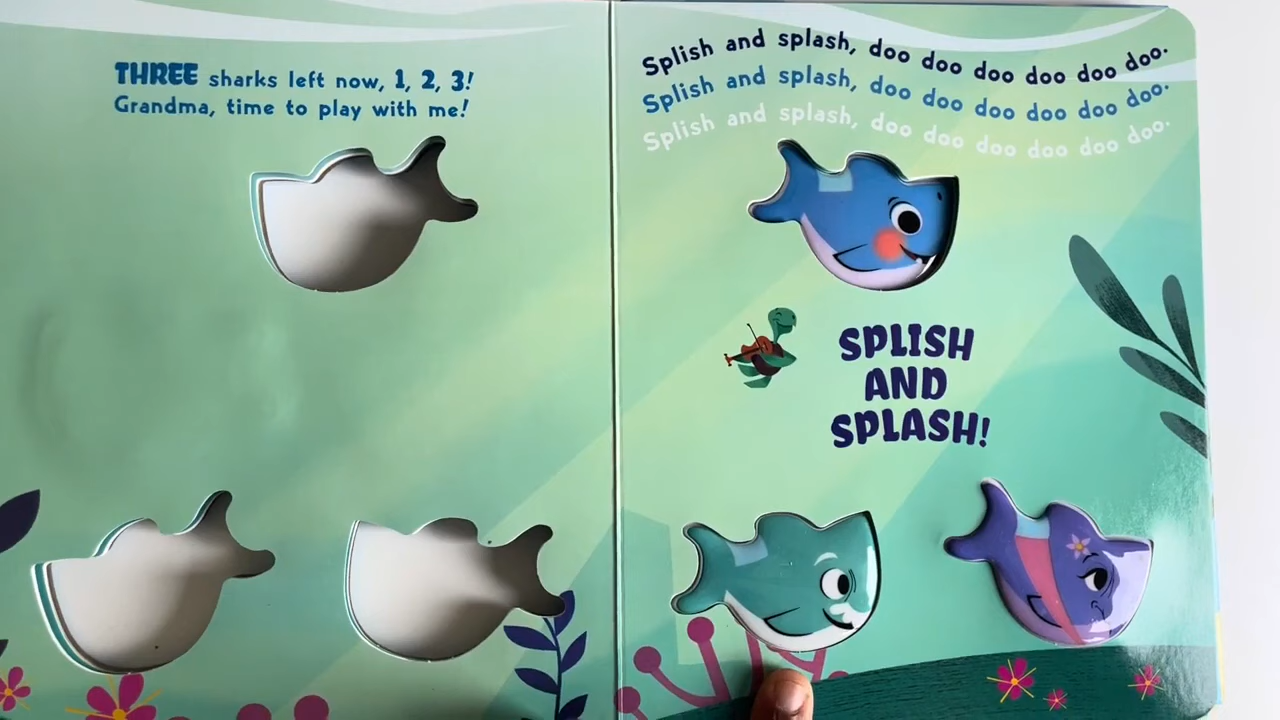 THREE sharks left now, 1, 2, 3!
Grandma, time to play with me!
Splish and splash, doo doo doo doo doo doo.
Splish and splash, doo doo doo doo doo doo.
Splish and splash, doo doo doo doo doo doo.
SPLISH
AND
SPLASH!